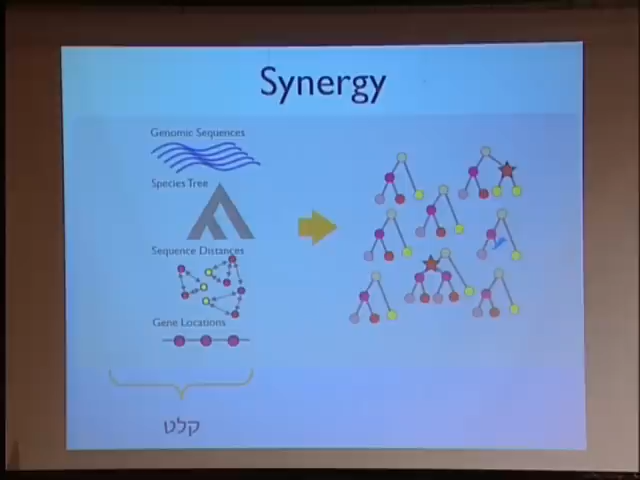 Synergy
Genomic Sequences
Species Tree
Sequence Distances
Gene Locations
קלט